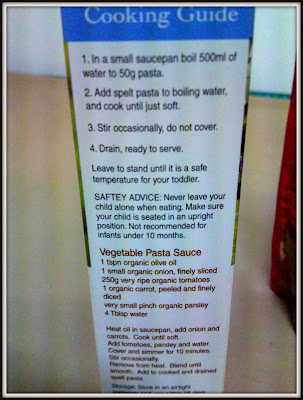 Cooking Guide
1. In a small saucepan boil 500ml of
water to 50g pasta.
2. Add spelt pasta to boiling water,
and cook until just soft.
3. Stir occasionally, do not cover.
4. Drain, ready to serve.
Leave to stand until it is a safe
temperature for your toddler.
SAFTEY ADVICE: Never leave your
child alone when eating. Make sure
your child is seated in an upright
position. Not recommended for
infants under 10 months.
Vegetable Pasta Sauce
1 tspn organic olive oil
1 small organic onion, finely sliced
250g very ripe organic tomatoes
1 organic carrot, peeled and finely
diced
very small pinch organic parsley
4 Tblsp water
Heat oil in saucepan, add onion and
carrots. Cook until soft.
Add tomatoes, parsley and water.
Cover and simmer for 10 minutes.
Stir occasionally.
Remove from heat. Blend until
smooth. Add to cooked and drained
spelt pasta.
Storage: Store in an airtight